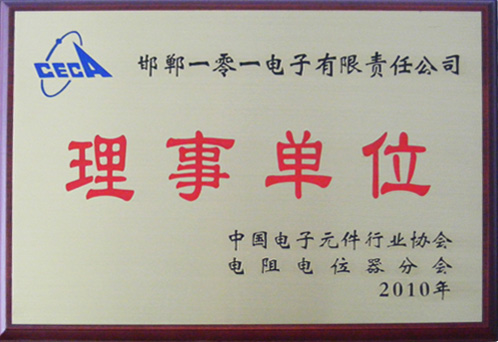 CECA
邯郸一零一电子有限责任公司
理事单位
中国电子元件行业协会
电阻电位器分会
2010年